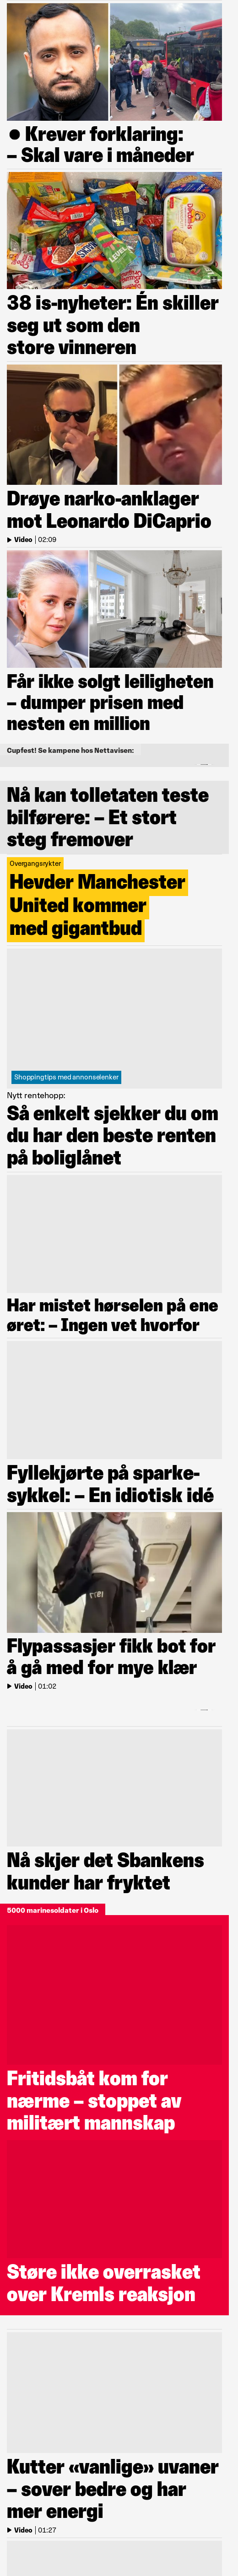 ● Krever forklaring:
– Skal vare i måneder
38 is-nyheter: Én skiller
seg ut som den
store vinneren
Drøye narko-anklager
mot Leonardo DiCaprio
Video | 02:09
Får ikke solgt leiligheten
– dumper prisen med
nesten en million
Cupfest! Se kampene hos Nettavisen:
Nå kan tolletaten teste
bilførere: – Et stort
steg fremover
Overgangsrykter
Hevder Manchester
United kommer
med gigantbud
Shoppingtips med annonselenker
Nytt rentehopp:
Så enkelt sjekker du om
du har den beste renten
på boliglånet
Har mistet hørselen på ene
øret: – Ingen vet hvorfor
Fyllekjørte på sparke-
sykkel: – En idiotisk idé
Flypassasjer fikk bot for
å gå med for mye klær
Video | 01:02
Nå skjer det Sbankens
kunder har fryktet
5000 marinesoldater i Oslo
Fritidsbåt kom for
nærme – stoppet av
militært mannskap
Støre ikke overrasket
over Kremls reaksjon
Kutter «vanlige» uvaner
– sover bedre og har
mer energi
Video | 01:27